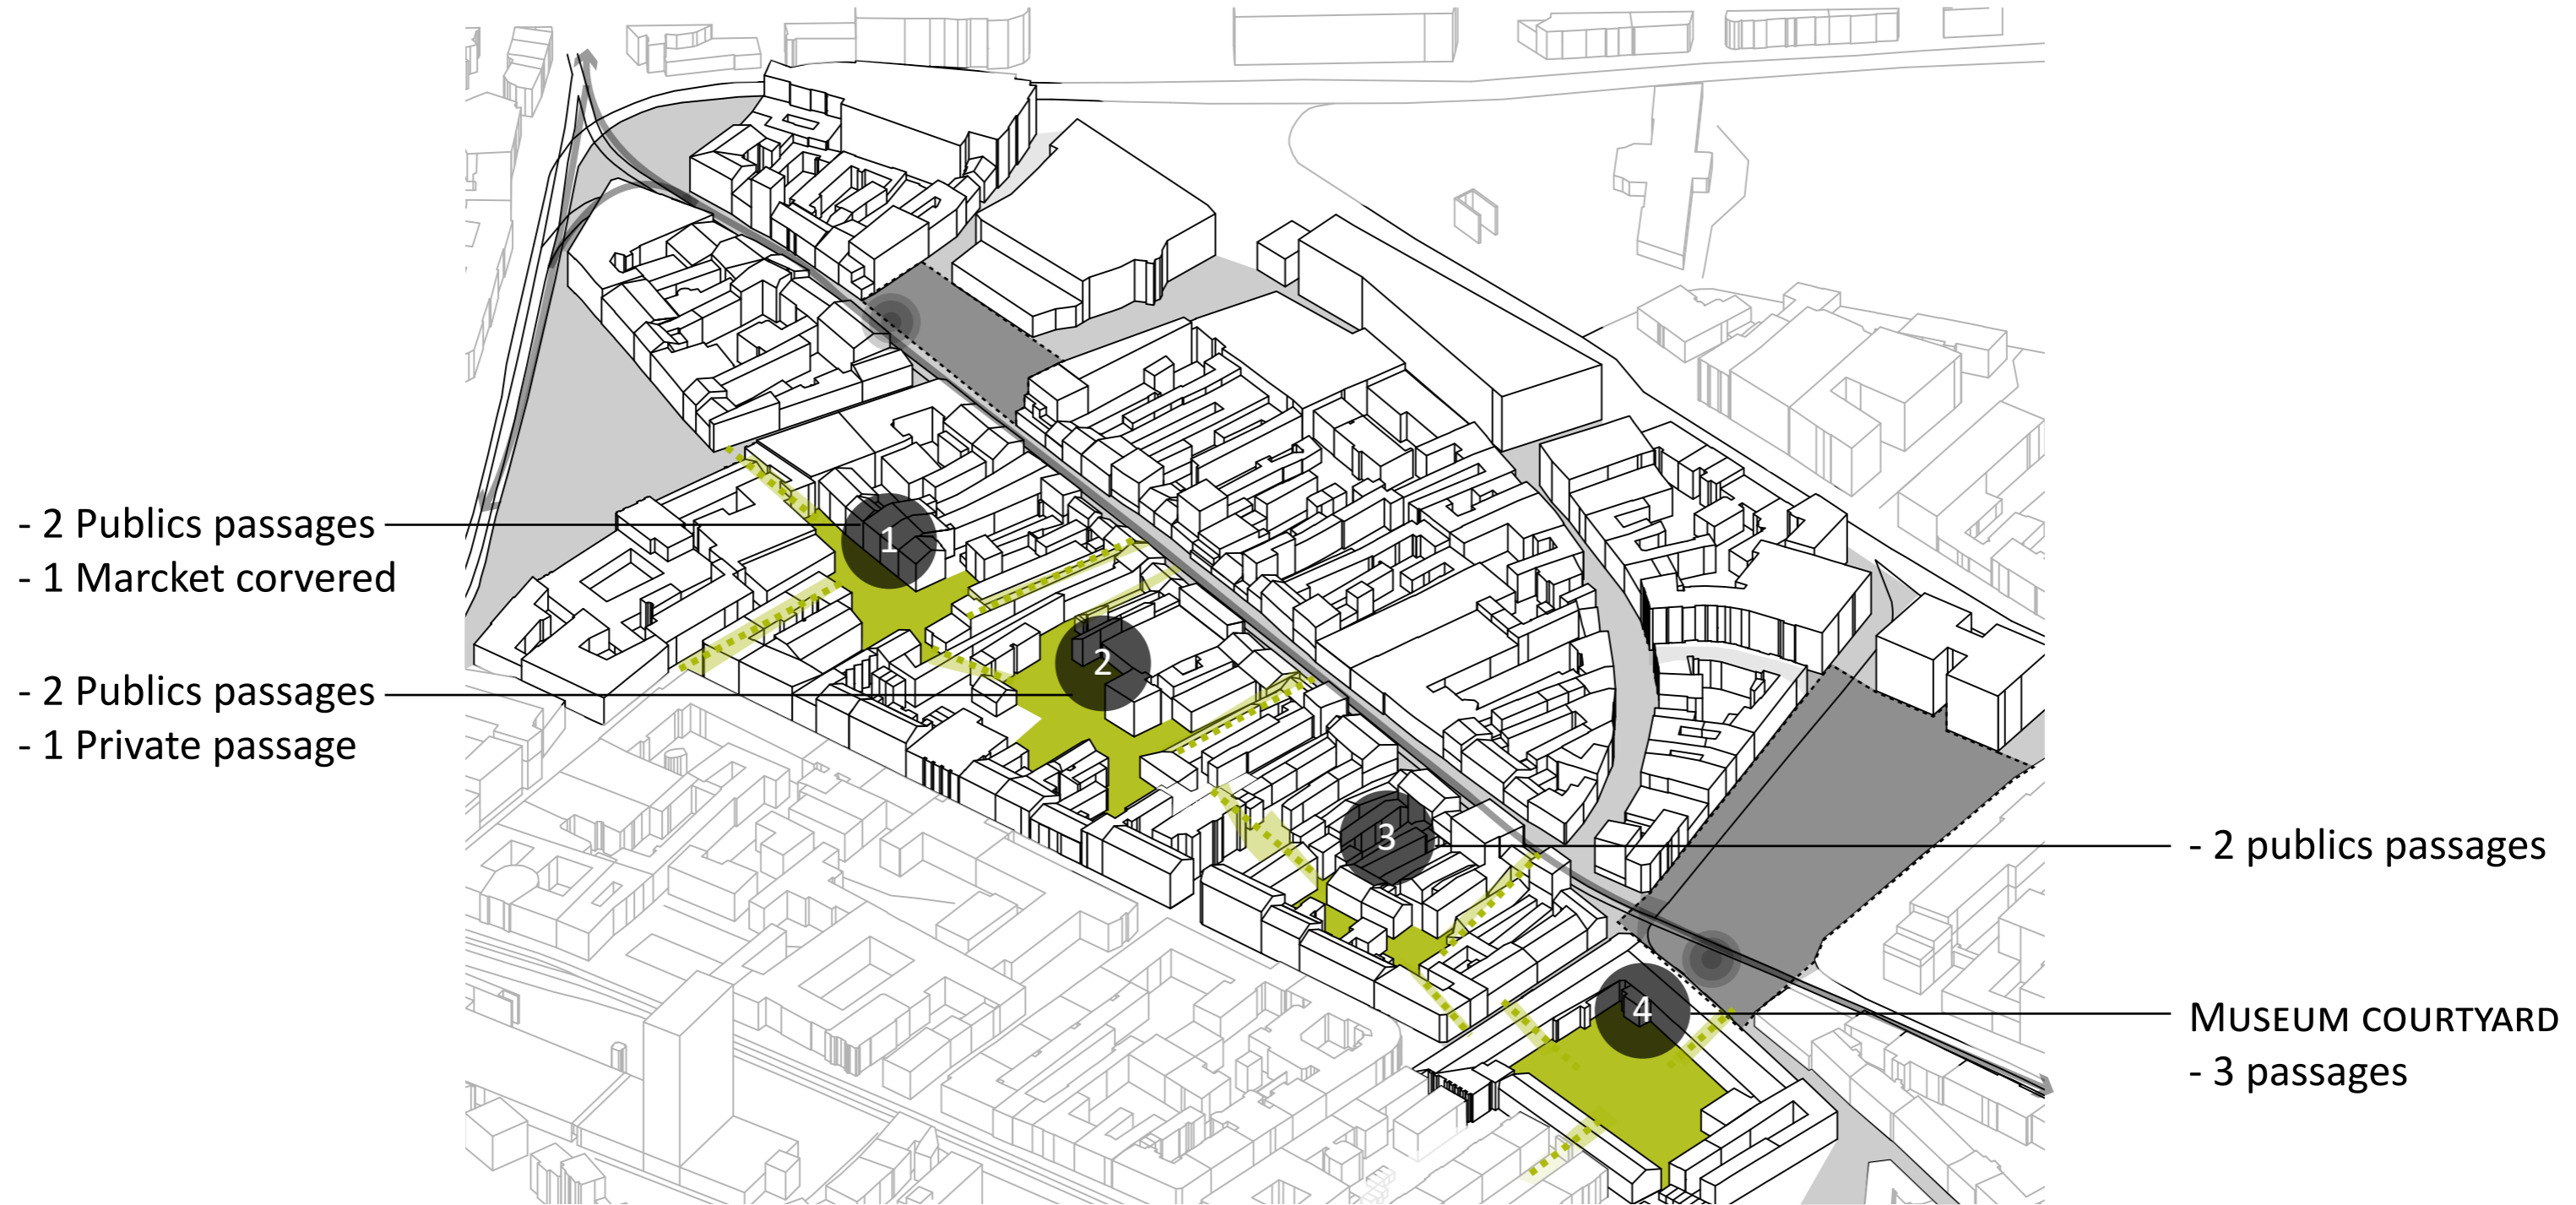 - 2 Publics passages
- 1 Marcket corvered
- 2 Publics passages
- 1 Private passage
1
2
3
4
- 2 publics passages
MUSEUM COURTYARD
- 3 passages